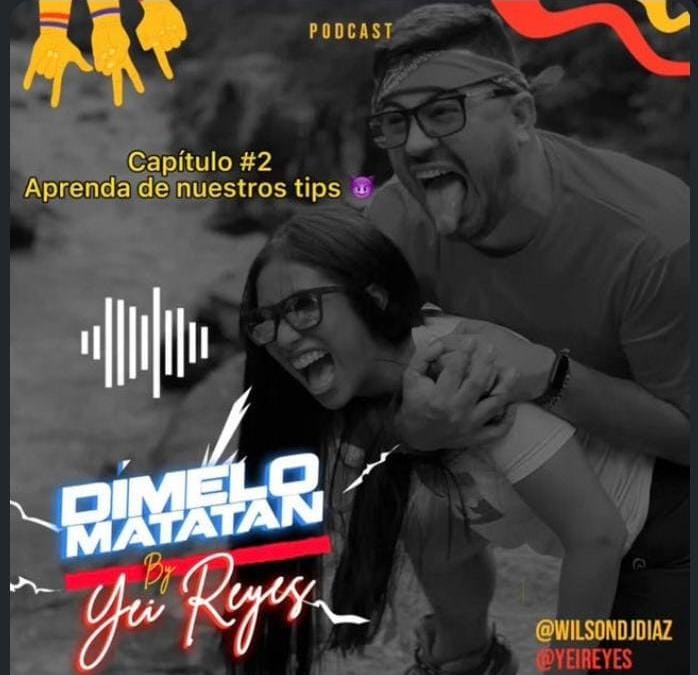 PODCAST
Capítulo #2
Aprenda de nuestros tips 😈
DÍMELO
MATATAN
By
Yei Reyes
@WILSONDJDIAZ
@YEIREYES